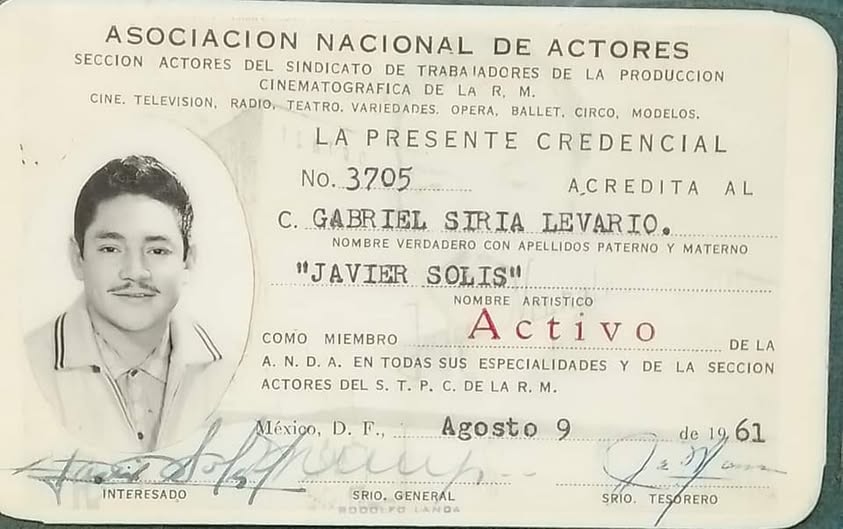 ASOCIACION NACIONAL DE ACTORES
SECCION ACTORES DEL SINDICATO DE TRABAJADORES DE LA PRODUCCION
CINEMATOGRAFICA DE LA R. M.
CINE. TELEVISION, RADIO, TEATRO. VARIEDADES. OPERA, BALLET, CIRCO, MODELOS.
LA PRESENTE CREDENCIAL
No. 3705 ACREDITA AL
C. GABRIEL SIRIA LEVARIO.
NOMBRE VERDADERO CON APELLIDOS PATERNO Y MATERNO
"JAVIER SOLIS"
NOMBRE ARTISTICO
COMO MIEMBRO Activo DE LA
A. N. D. A. EN TODAS SUS ESPECIALIDADES Y DE LA SECCION
ACTORES DEL S. T. P. C. DE LA R. M.
México, D. F., Agosto 9 de 1961
Javier Solis
INTERESADO SRIO. GENERAL SRIO. TESORERO
RODOLFO LANDA